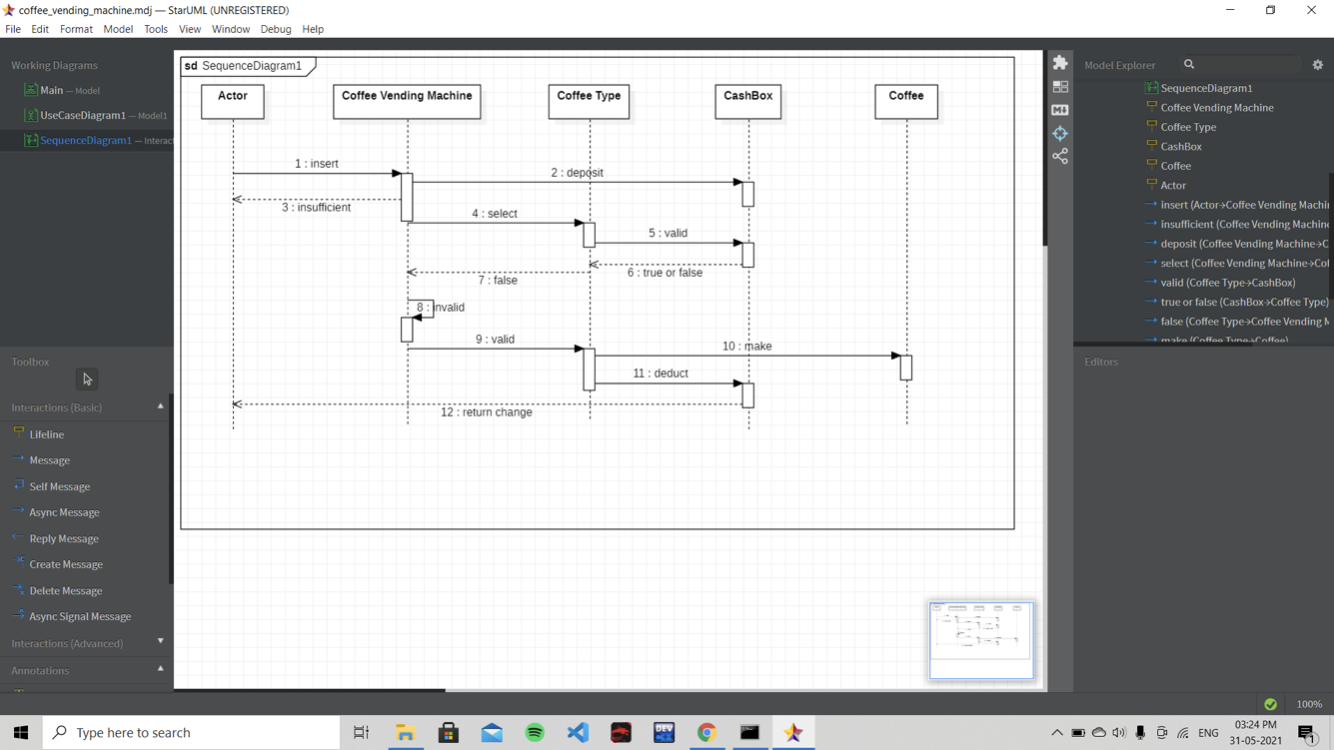 coffee_vending_machine.mdj — StarUML (UNREGISTERED)
File Edit Format Model Tools View Window Debug Help
Working Diagrams
Main — Model
UseCaseDiagram1 — Model1
SequenceDiagram1 — Interact
Toolbox
Interactions (Basic)
Lifeline
Message
Self Message
Async Message
Reply Message
Create Message
Delete Message
Async Signal Message
Interactions (Advanced)
Annotations
sd SequenceDiagram1
Actor
Coffee Vending Machine
Coffee Type
CashBox
Coffee
1 : insert
2 : deposit
3 : insufficient
4 : select
5 : valid
6 : true or false
7 : false
8 : invalid
9 : valid
10 : make
11 : deduct
12 : return change
Model Explorer
SequenceDiagram1
Coffee Vending Machine
Coffee Type
CashBox
Coffee
Actor
insert (Actor→Coffee Vending Machin
insufficient (Coffee Vending Machine
deposit (Coffee Vending Machine→C
select (Coffee Vending Machine→Cof
valid (Coffee Type→CashBox)
true or false (CashBox→Coffee Type)
false (Coffee Type→Coffee Vending M
make (Coffee Type→Coffee)
Editors
100%
Type here to search
DEV
ENG
03:24 PM
31-05-2021
1